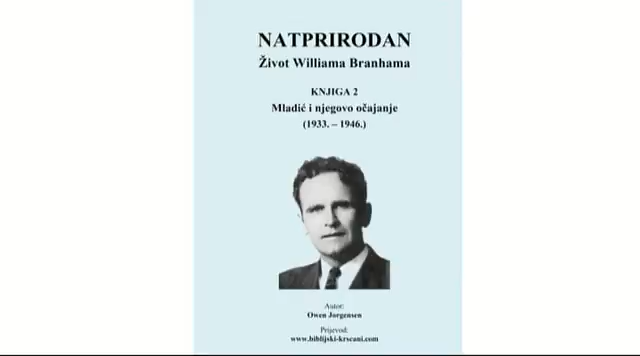 NATPRIRODAN
Život Williama Branhama
KNJIGA 2
Mladić i njegovo očajanje
(1933. – 1946.)
Autor:
Owen Jorgensen
Prijevod:
www.biblijski-krscani.com